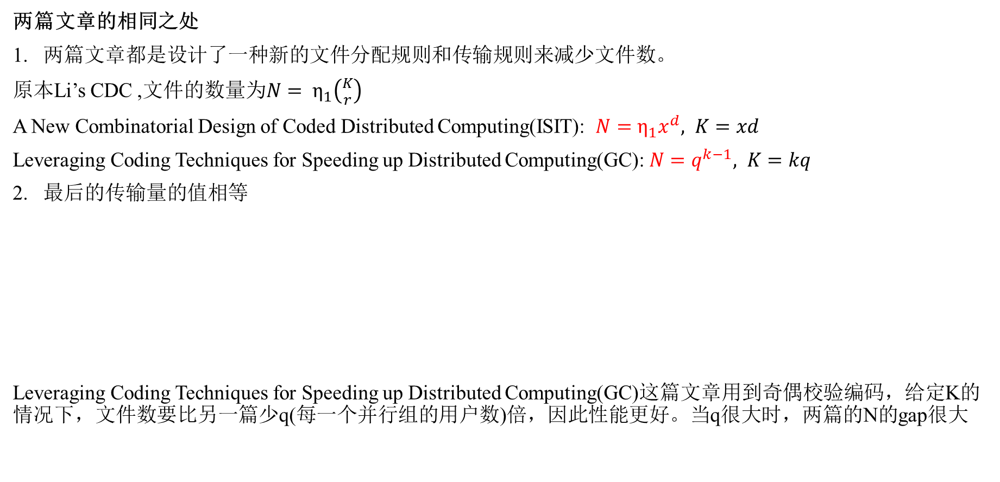 两篇文章的相同之处
1. 两篇文章都是设计了一种新的文件分配规则和传输规则来减少文件数。
原本Li's CDC ,文件的数量为N = η₁(K r)
A New Combinatorial Design of Coded Distributed Computing(ISIT): N = η₁x^d, K = xd
Leveraging Coding Techniques for Speeding up Distributed Computing(GC): N = q^{k−1}, K = kq
2. 最后的传输量的值相等
Leveraging Coding Techniques for Speeding up Distributed Computing(GC)这篇文章用到奇偶校验编码，给定K的
情况下，文件数要比另一篇少q(每一个并行组的用户数)倍，因此性能更好。当q很大时，两篇的N的gap很大